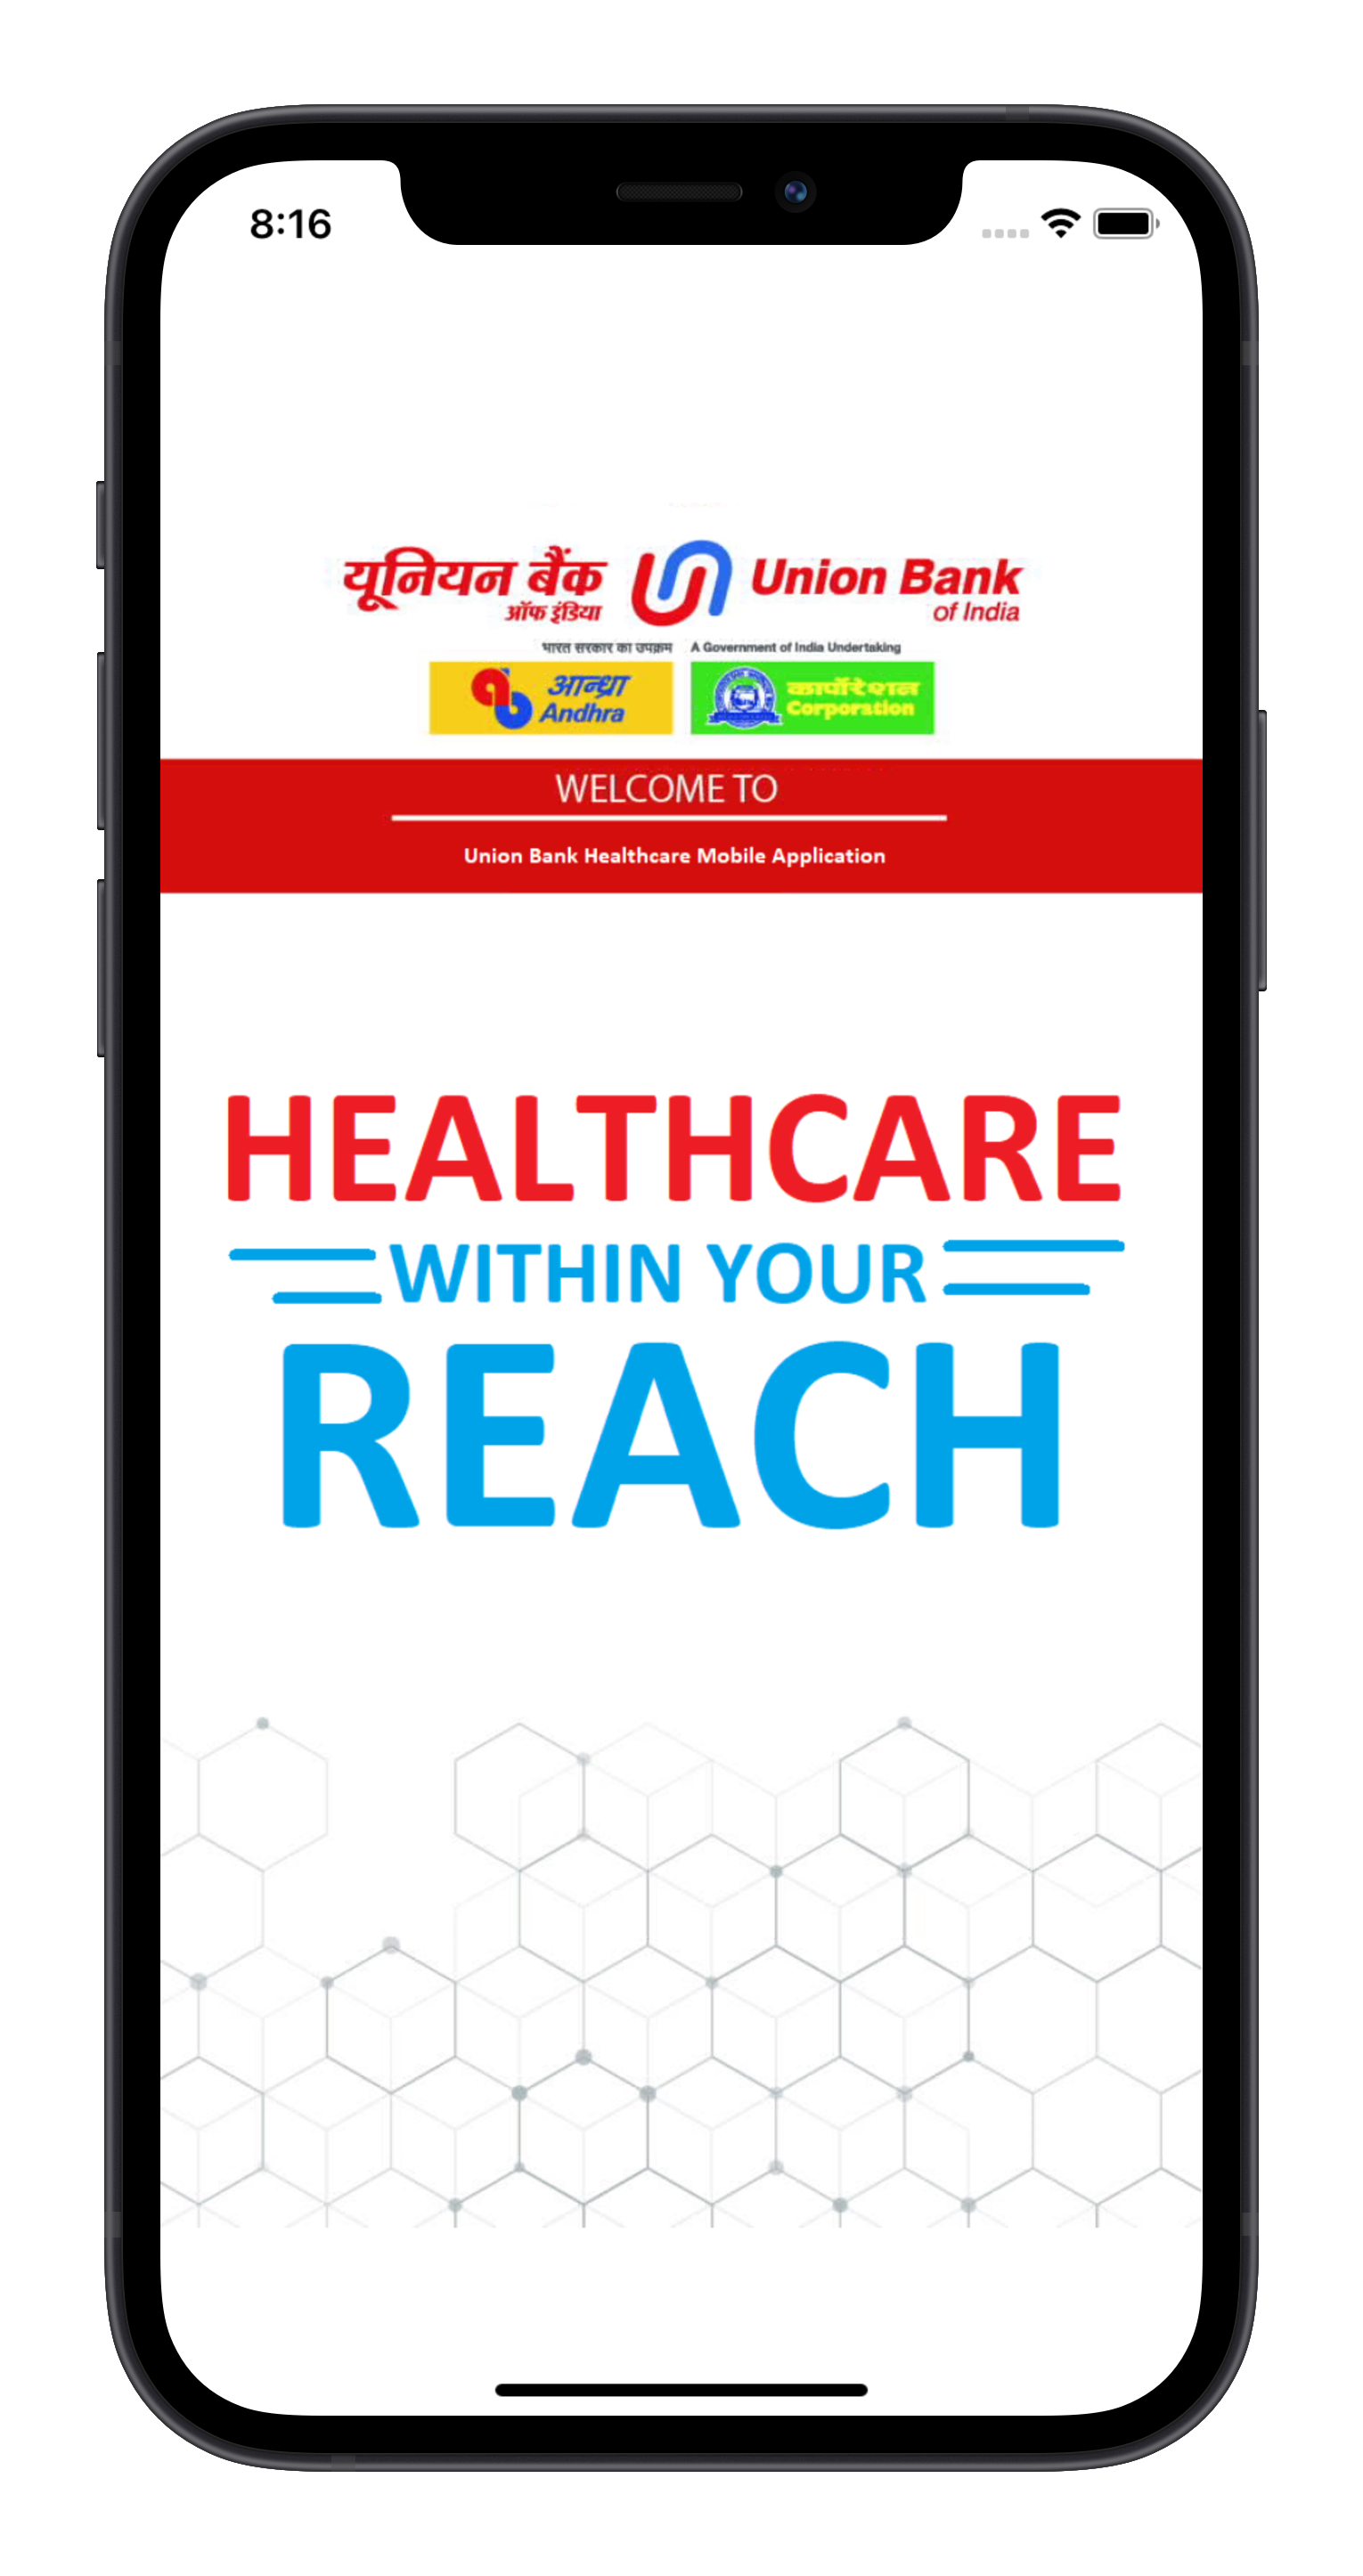 8:16
यूनियन बैंक Union Bank
ऑफ इंडिया of India
भारत सरकार का उपक्रम A Government of India Undertaking
आन्ध्रा कार्पोरेशन
Andhra Corporation
WELCOME TO
Union Bank Healthcare Mobile Application
HEALTHCARE
WITHIN YOUR
REACH